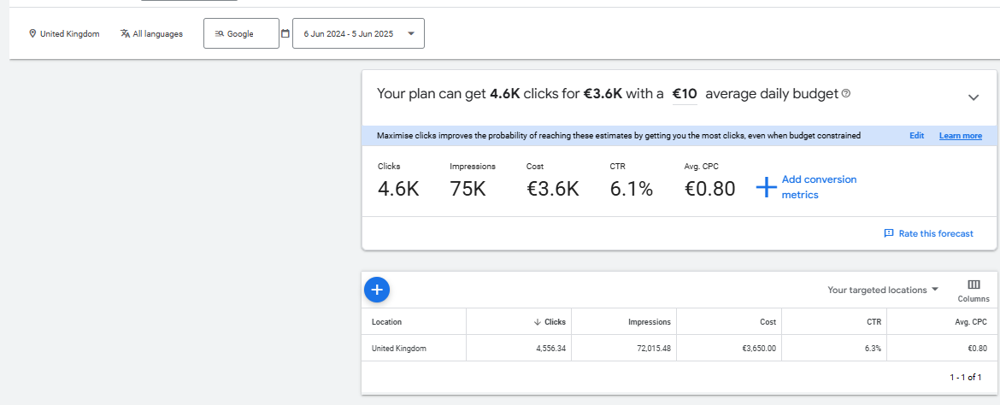 United Kingdom All languages Google 6 Jun 2024 - 5 Jun 2025
Your plan can get 4.6K clicks for €3.6K with a €10 average daily budget
Maximise clicks improves the probability of reaching these estimates by getting you the most clicks, even when budget constrained Edit Learn more
Clicks Impressions Cost CTR Avg. CPC
4.6K 75K €3.6K 6.1% €0.80 Add conversion
metrics
Rate this forecast
Your targeted locations
Columns
Location Clicks Impressions Cost CTR Avg. CPC
United Kingdom 4,556.34 72,015.48 €3,650.00 6.3% €0.80
1 - 1 of 1